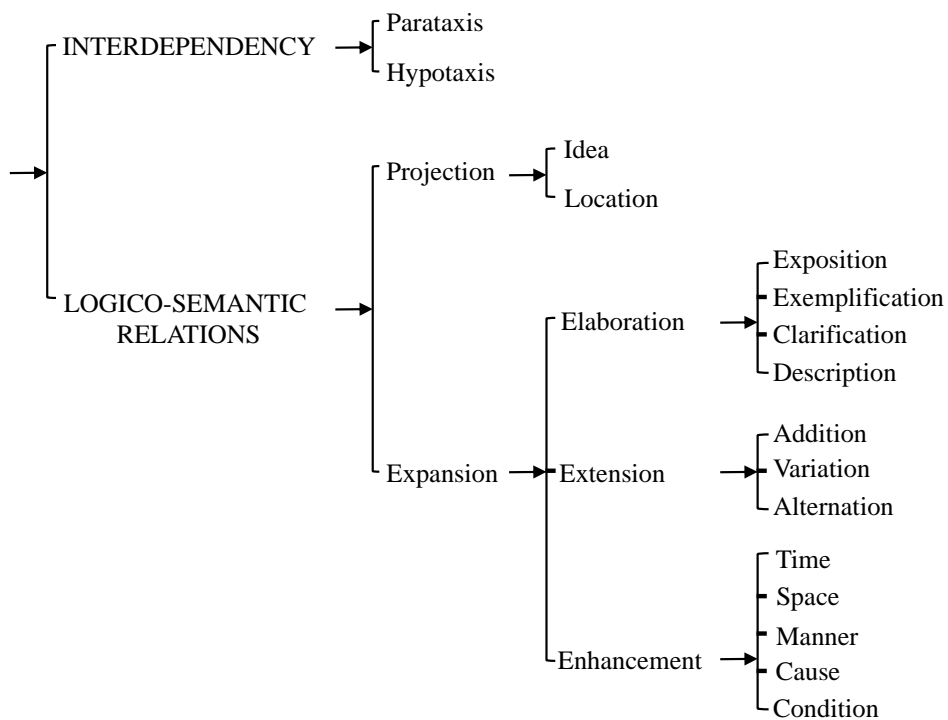 INTERDEPENDENCY
Parataxis
Hypotaxis
LOGICO-SEMANTIC
RELATIONS
Projection
Idea
Location
Expansion
Elaboration
Exposition
Exemplification
Clarification
Description
Extension
Addition
Variation
Alternation
Enhancement
Time
Space
Manner
Cause
Condition